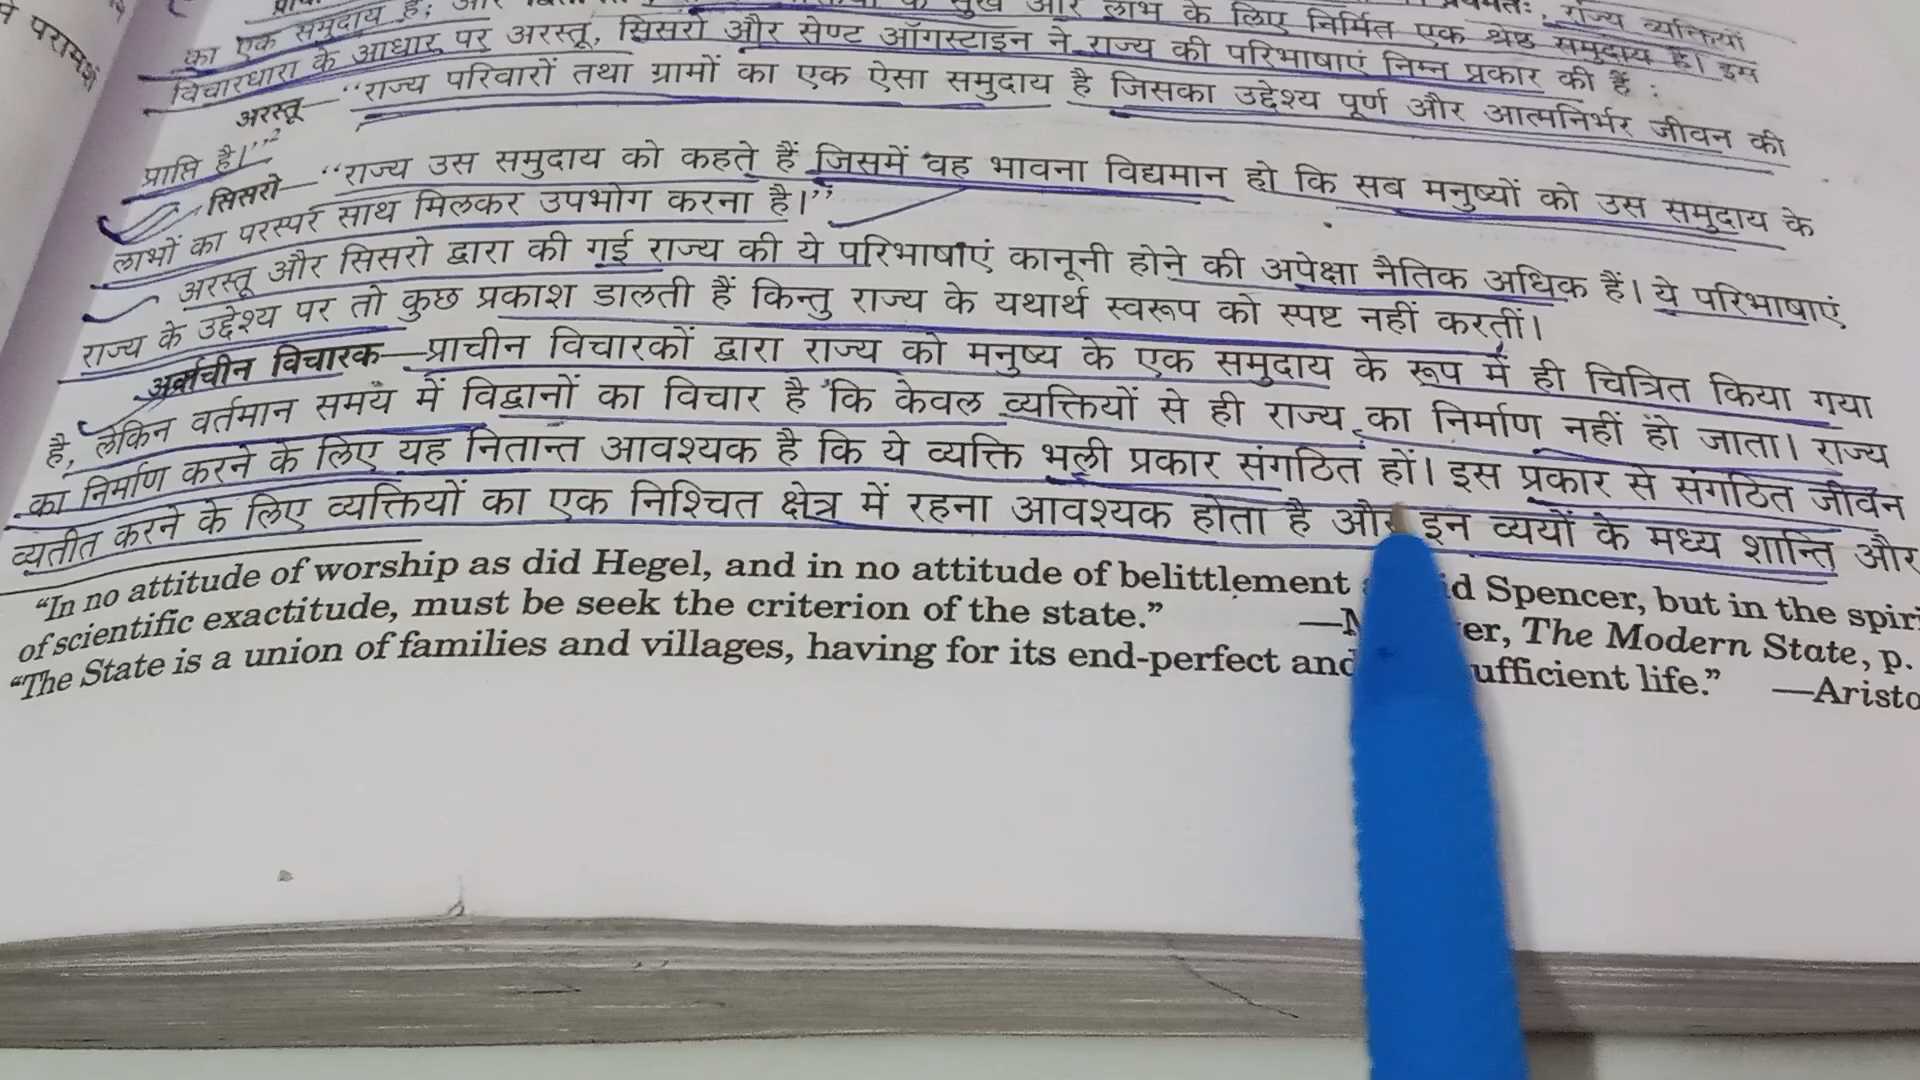 परामर्श
प्रथमतः, राज्य व्यक्तियों
का एक समुदाय है; और के सुख और लाभ के लिए निर्मित एक श्रेष्ठ समुदाय है। इस
विचारधारा के आधार पर अरस्तू, सिसरो और सेण्ट ऑगस्टाइन ने राज्य की परिभाषाएं निम्न प्रकार की हैं :
अरस्तू—“राज्य परिवारों तथा ग्रामों का एक ऐसा समुदाय है जिसका उद्देश्य पूर्ण और आत्मनिर्भर जीवन की
प्राप्ति है।”2
सिसरो—“राज्य उस समुदाय को कहते हैं जिसमें वह भावना विद्यमान हो कि सब मनुष्यों को उस समुदाय के
लाभों का परस्पर साथ मिलकर उपभोग करना है।”
अरस्तू और सिसरो द्वारा की गई राज्य की ये परिभाषाएं कानूनी होने की अपेक्षा नैतिक अधिक हैं। ये परिभाषाएं
राज्य के उद्देश्य पर तो कुछ प्रकाश डालती हैं किन्तु राज्य के यथार्थ स्वरूप को स्पष्ट नहीं करतीं।
अर्वाचीन विचारक—प्राचीन विचारकों द्वारा राज्य को मनुष्य के एक समुदाय के रूप में ही चित्रित किया गया
है, लेकिन वर्तमान समय में विद्वानों का विचार है कि केवल व्यक्तियों से ही राज्य का निर्माण नहीं हो जाता। राज्य
का निर्माण करने के लिए यह नितान्त आवश्यक है कि ये व्यक्ति भली प्रकार संगठित हों। इस प्रकार से संगठित जीवन
व्यतीत करने के लिए व्यक्तियों का एक निश्चित क्षेत्र में रहना आवश्यक होता है और इन व्ययों के मध्य शान्ति और
“In no attitude of worship as did Hegel, and in no attitude of belittlement Spencer, but in the
of scientific exactitude, must be seek the criterion of the state.” — The Modern State, p.
“The State is a union of families and villages, having for its end-perfect and life.” —Aristo